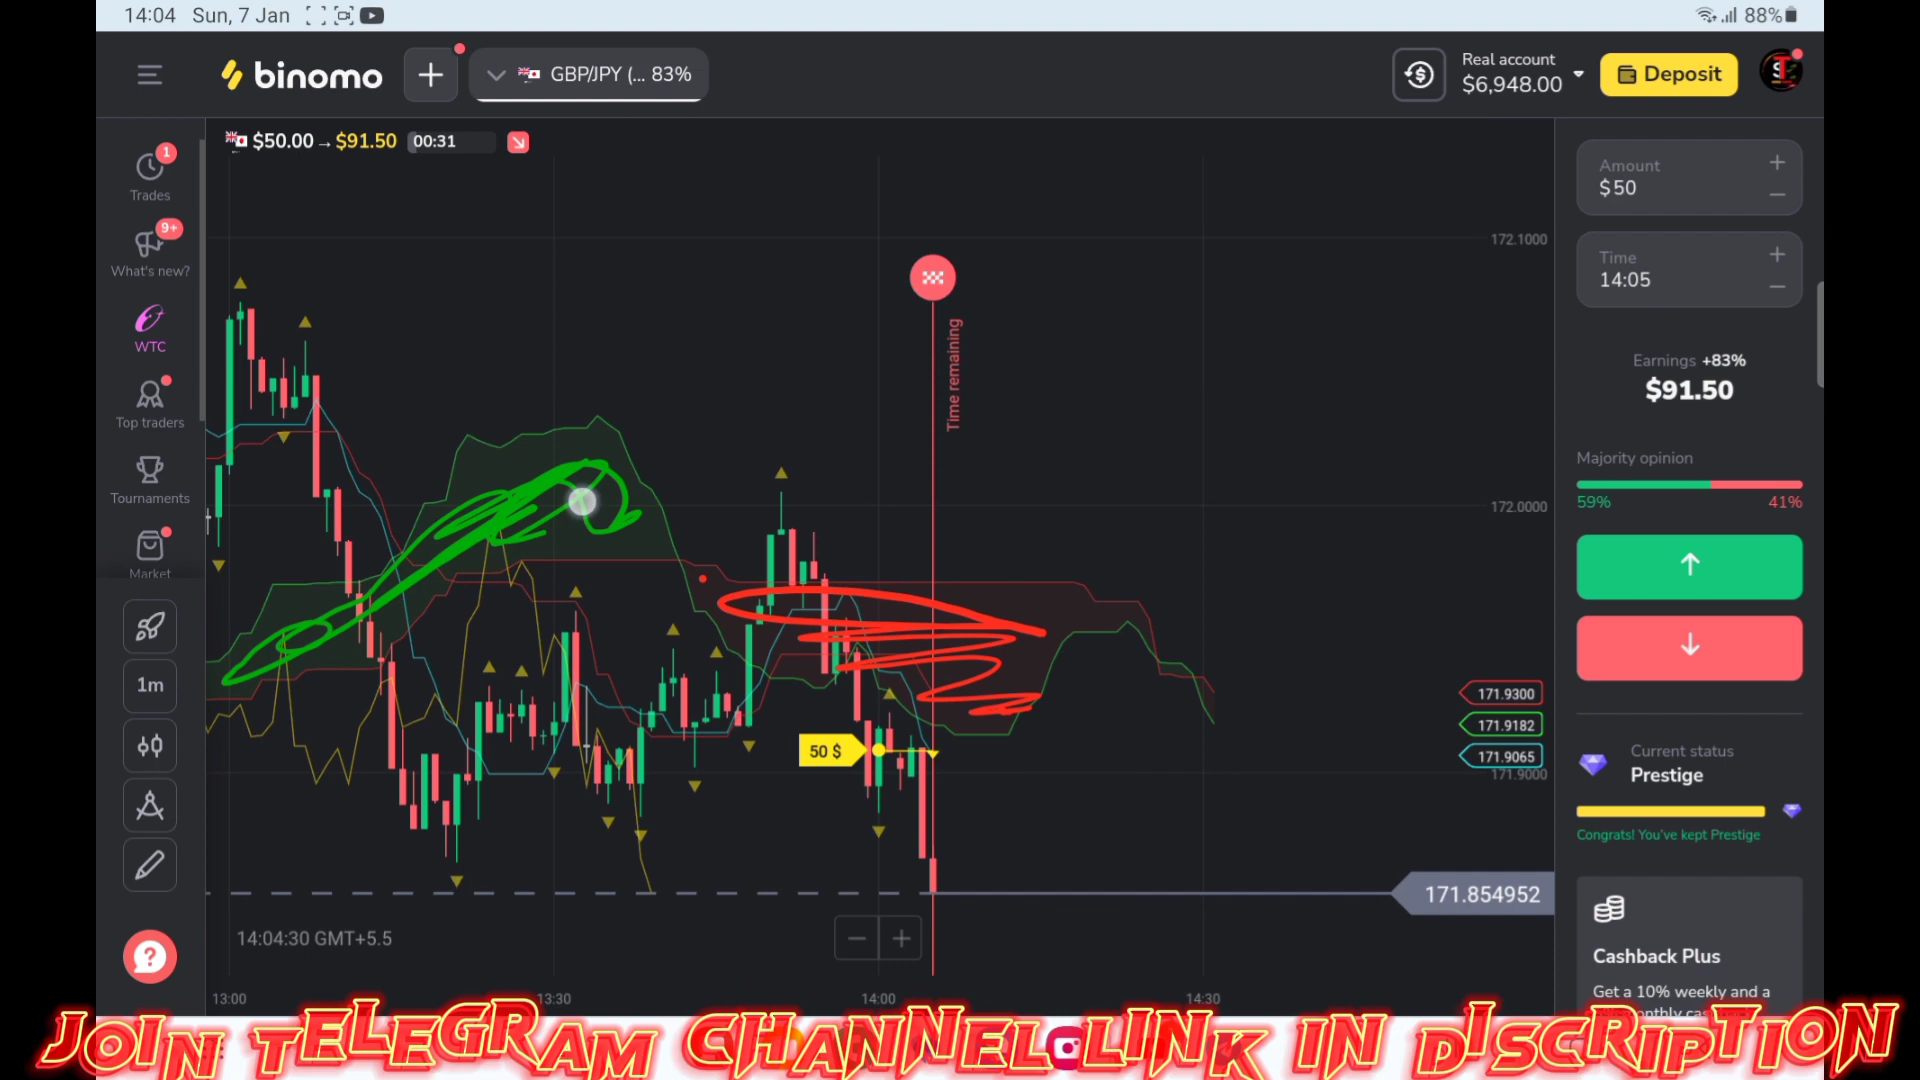 14:04 Sun, 7 Jan
88%
binomo
GBP/JPY (... 83%
Real account
$6,948.00
Deposit
$50.00 → $91.50 00:31
1
Trades
9+
What's new?
WTC
Top traders
Tournaments
Market
1m
Time remaining
50 $
172.1000
172.0000
171.9300
171.9182
171.9065
171.9000
171.854952
14:04:30 GMT+5.5
13:00
13:30
14:00
14:30
Amount
$50
Time
14:05
Earnings +83%
$91.50
Majority opinion
59% 41%
Current status
Prestige
Congrats! You've kept Prestige
Cashback Plus
Get a 10% weekly and a
JOIN TELEGRAM CHANNEL LINK IN DISCRIPTION